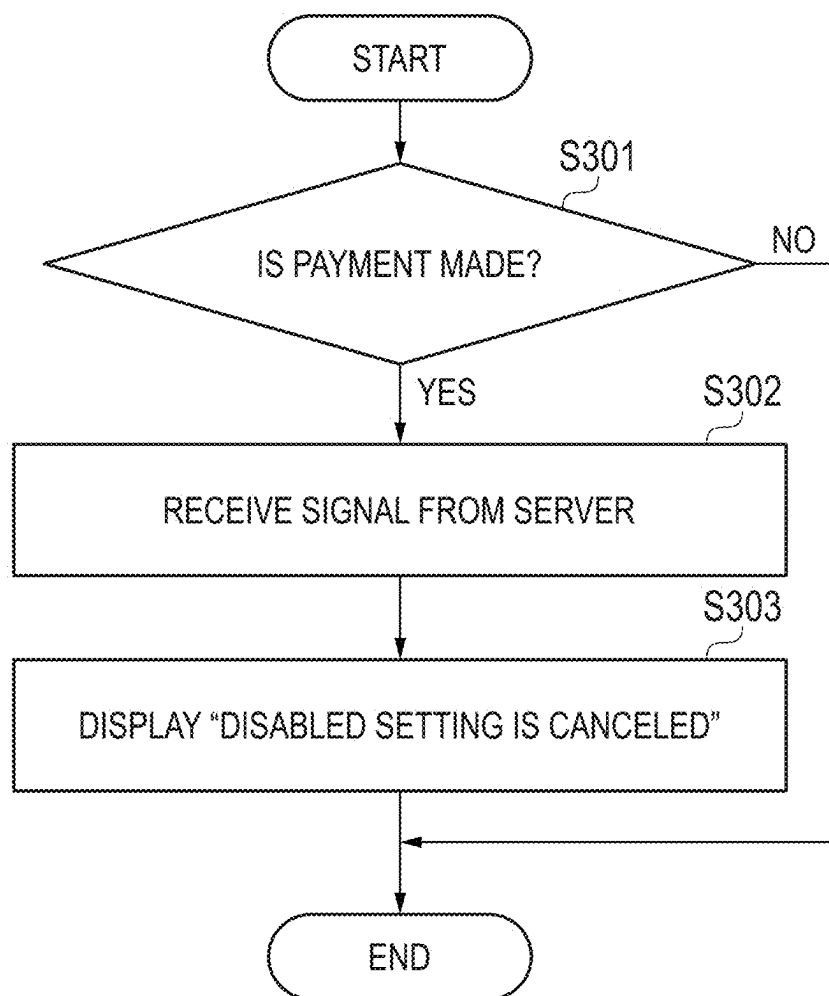 START
S301
IS PAYMENT MADE?
NO
YES
S302
RECEIVE SIGNAL FROM SERVER
S303
DISPLAY “DISABLED SETTING IS CANCELED”
END